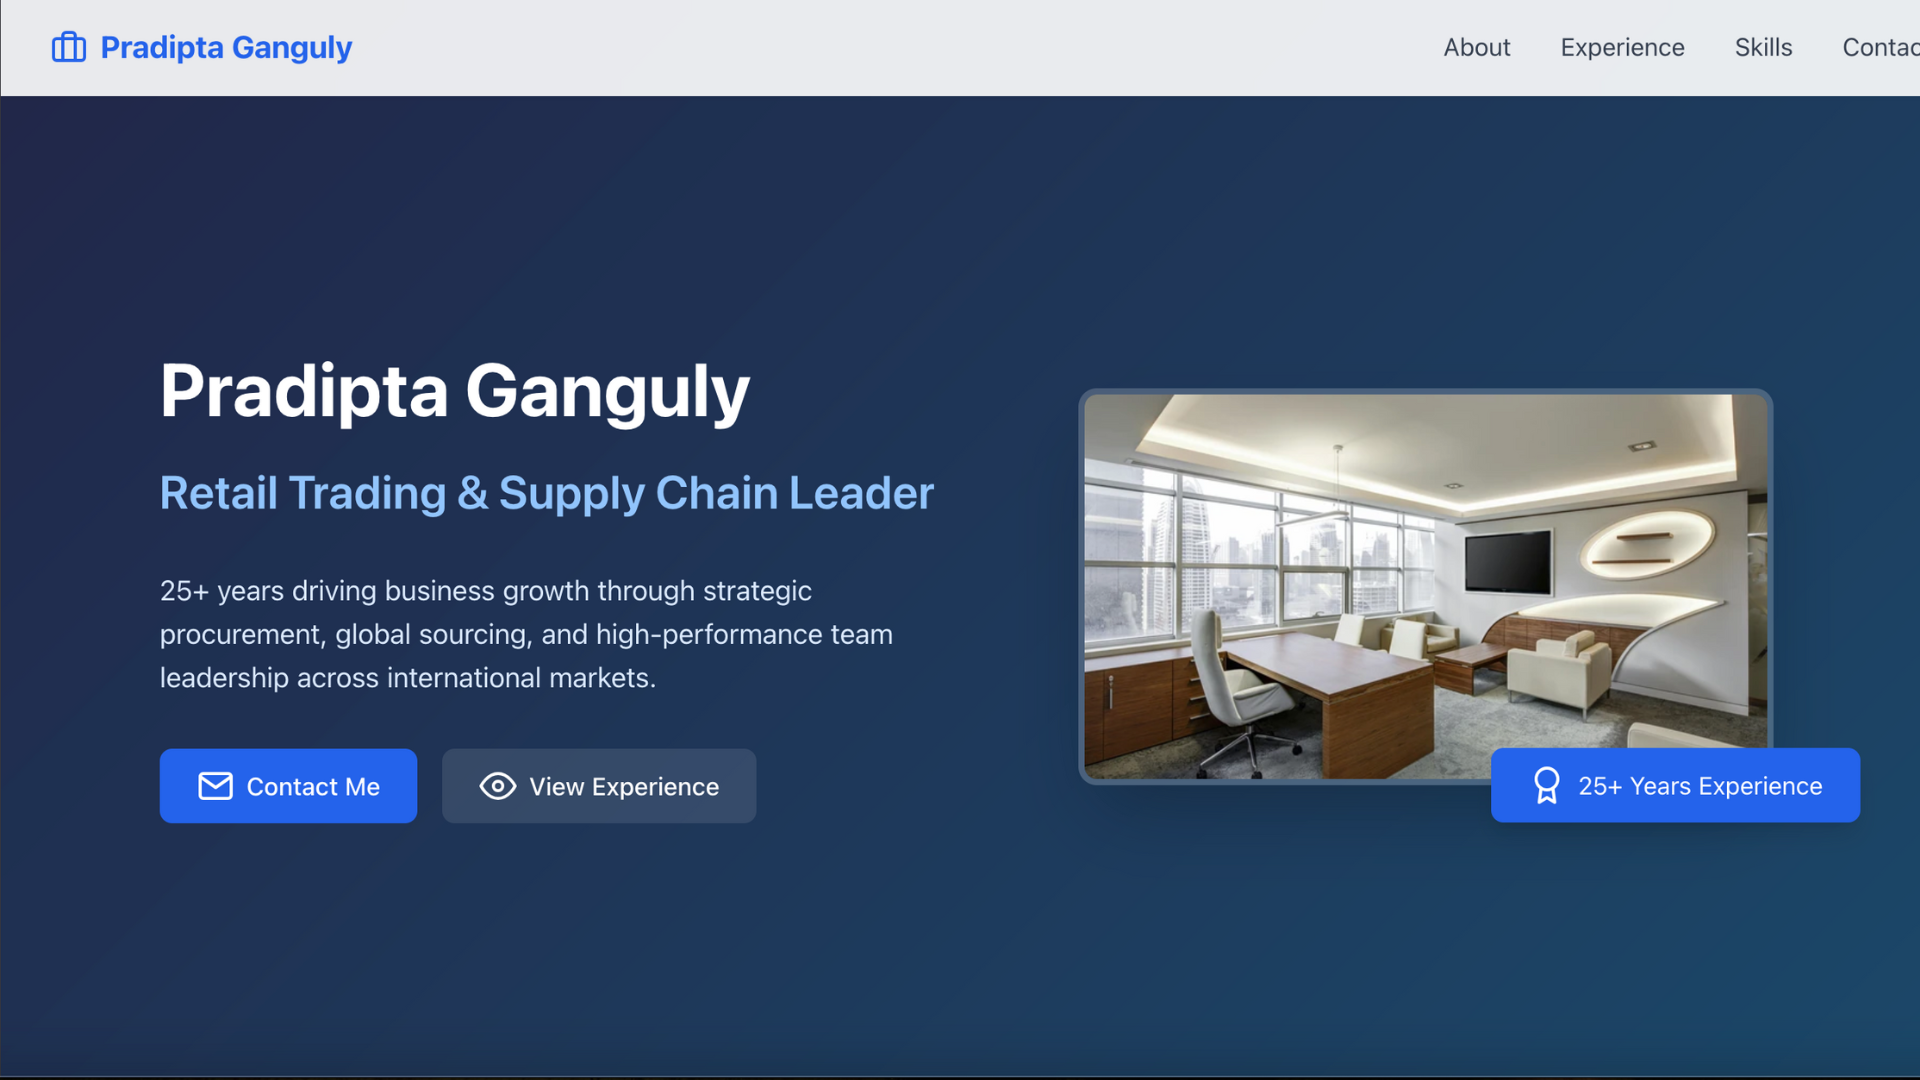 Pradipta Ganguly
About
Experience
Skills
Contac
Pradipta Ganguly
Retail Trading & Supply Chain Leader
25+ years driving business growth through strategic
procurement, global sourcing, and high-performance team
leadership across international markets.
Contact Me
View Experience
25+ Years Experience